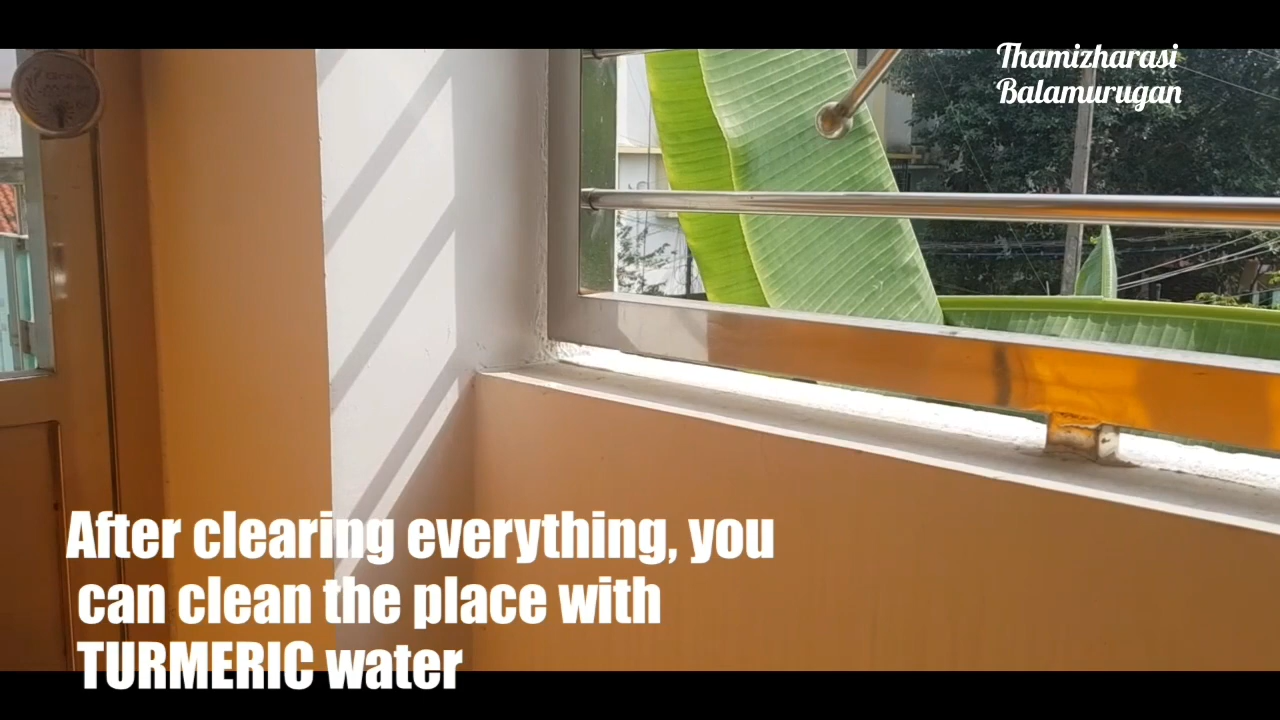 Thamizharasi
Balamurugan
After clearing everything, you
can clean the place with
TURMERIC water